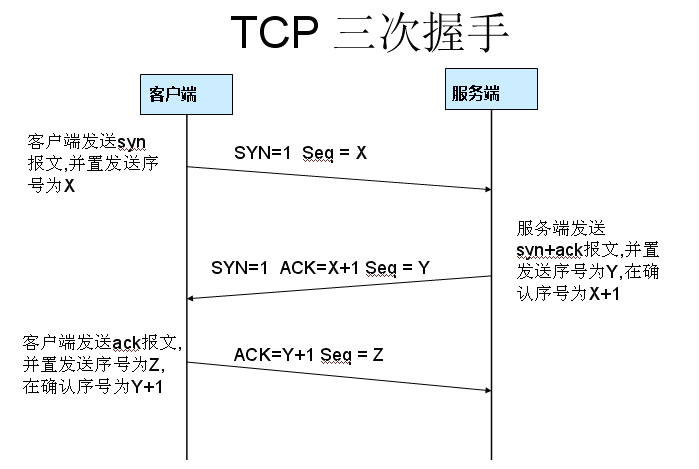 TCP 三次握手
客户端
服务端
客户端发送syn
报文,并置发送序
号为X
SYN=1 Seq = X
服务端发送
syn+ack报文,并置
发送序号为Y,在确
认序号为X+1
SYN=1 ACK=X+1 Seq = Y
客户端发送ack报文,
并置发送序号为Z,
在确认序号为Y+1
ACK=Y+1 Seq = Z